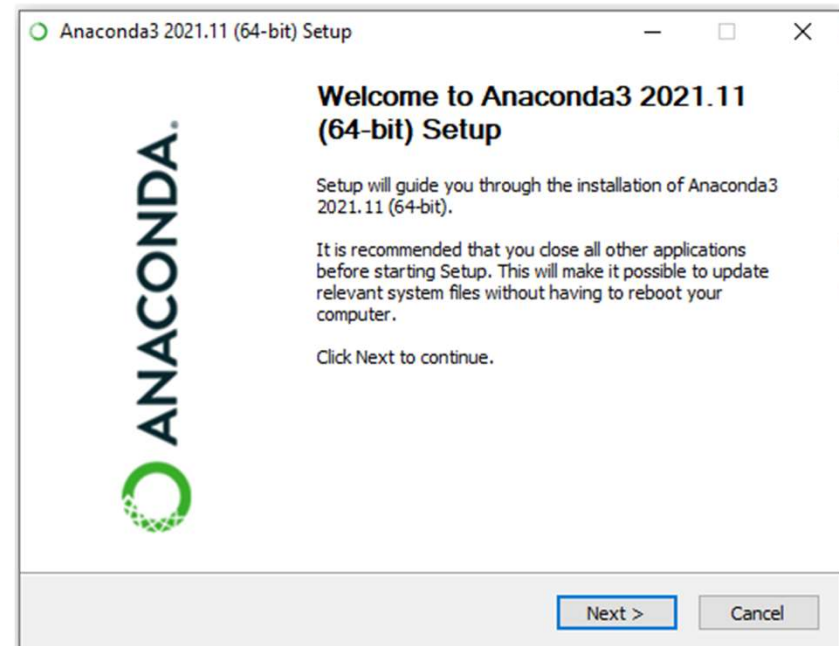 Anaconda3 2021.11 (64-bit) Setup
Welcome to Anaconda3 2021.11
(64-bit) Setup
Setup will guide you through the installation of Anaconda3
2021.11 (64-bit).
It is recommended that you close all other applications
before starting Setup. This will make it possible to update
relevant system files without having to reboot your
computer.
Click Next to continue.
ANACONDA.
Next >
Cancel